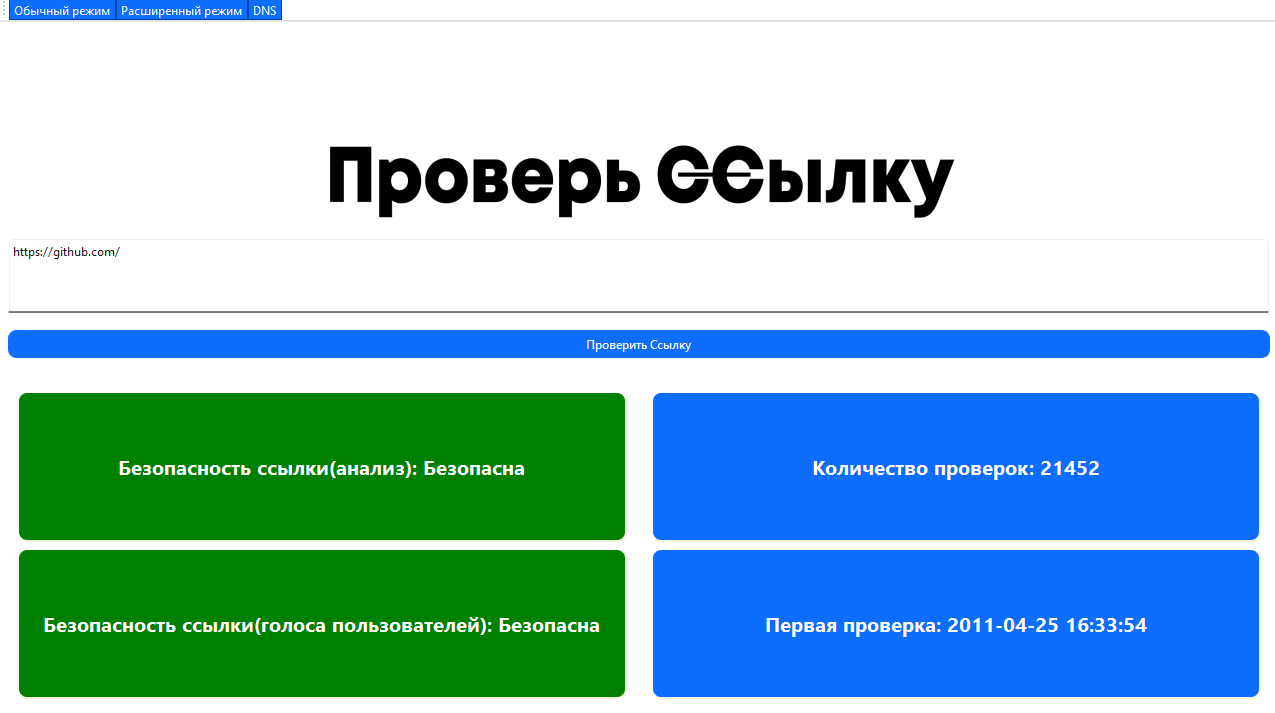 Обычный режим Расширенный режим DNS
Проверь ССылку
https://github.com/
Проверить Ссылку
Безопасность ссылки(анализ): Безопасна
Количество проверок: 21452
Безопасность ссылки(голоса пользователей): Безопасна
Первая проверка: 2011-04-25 16:33:54